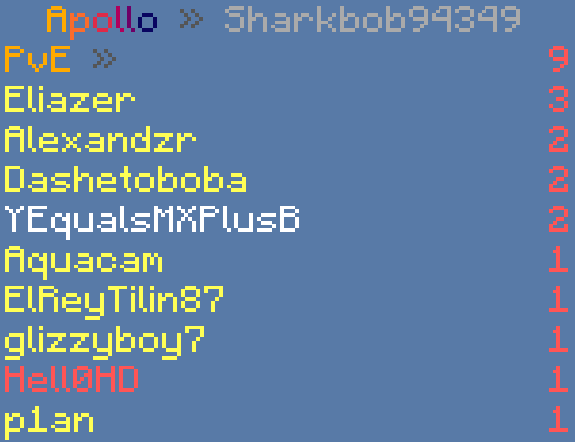 Apollo » Sharkbob94349
PvE » 9
Eliazer 3
Alexandzr 2
Dashetoboba 2
YEqualsMXPlusB 2
Aquacam 1
ElReyTilin87 1
glizzyboy7 1
Hell0HD 1
p1an 1